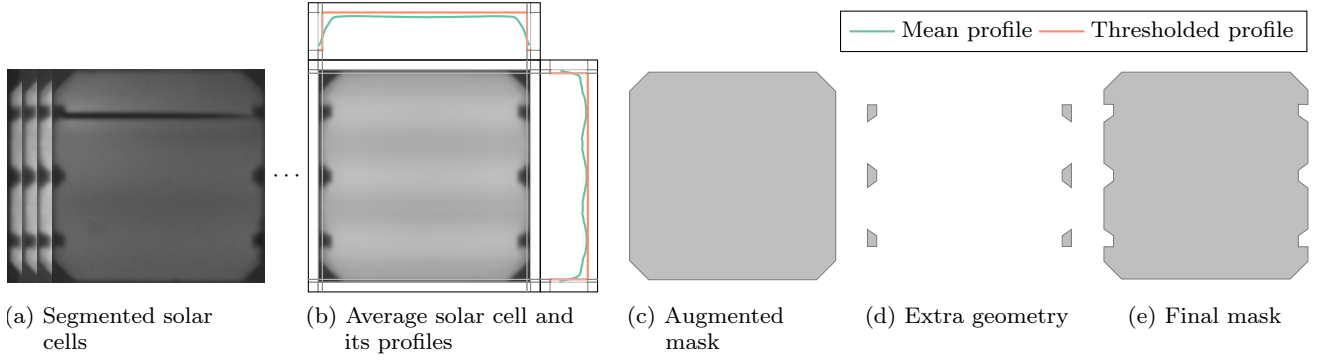 Mean profile Thresholded profile
...
(a) Segmented solar
cells
(b) Average solar cell and
its profiles
(c) Augmented
mask
(d) Extra geometry
(e) Final mask